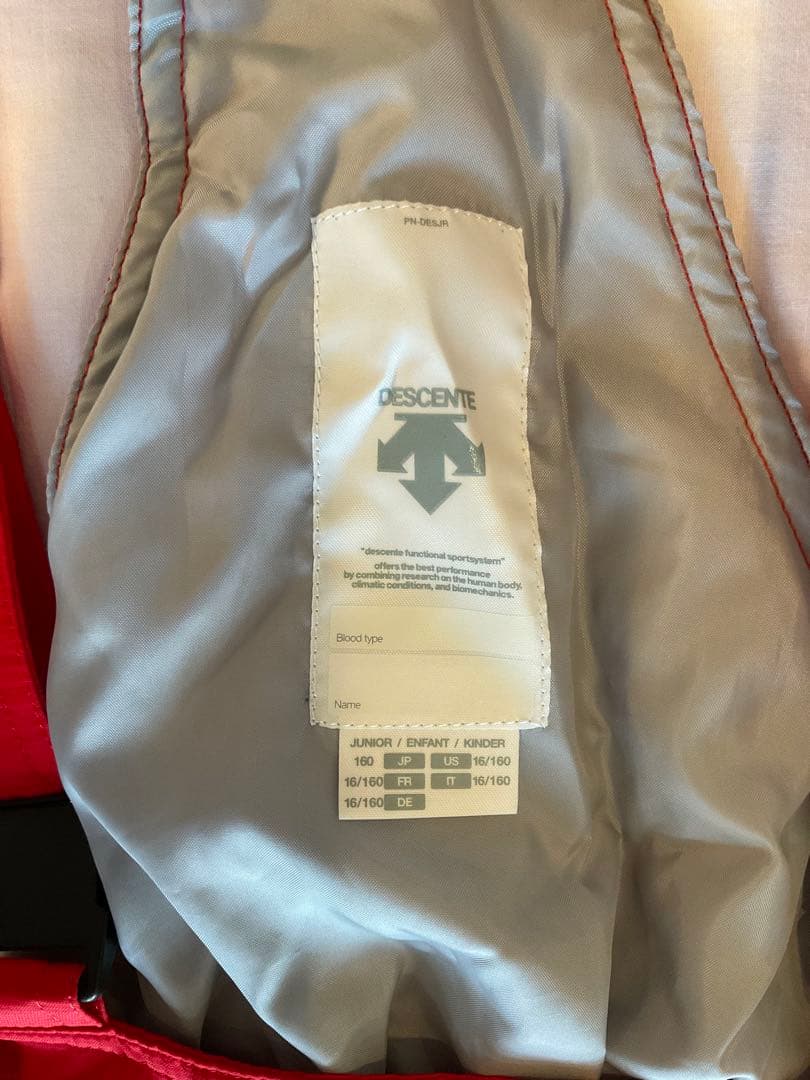 PN-DESJR
DESCENTE
"descente functional sportsystem"
offers the best performance
by combining research on the human body,
climatic conditions, and biomechanics.
Blood type
Name
JUNIOR / ENFANT / KINDER
160 JP US 16/160
16/160 FR IT 16/160
16/160 DE